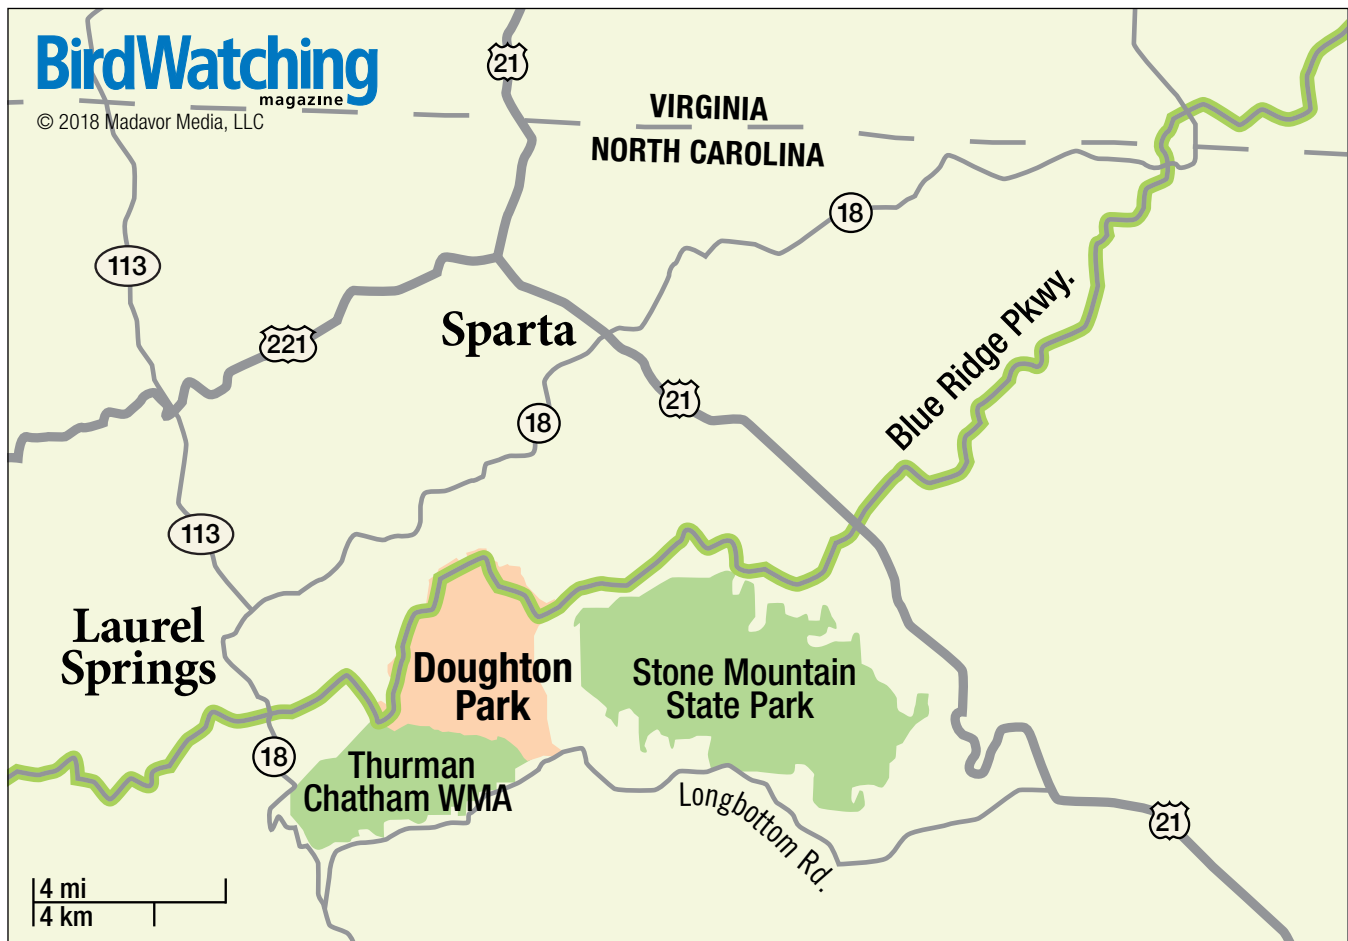 BirdWatching
magazine
© 2018 Madavor Media, LLC
21
VIRGINIA
NORTH CAROLINA
18
113
221
Sparta
Blue Ridge Pkwy.
21
18
113
Laurel
Springs
Doughton
Park
Stone Mountain
State Park
18
Thurman
Chatham WMA
Longbottom Rd.
21
4 mi
4 km